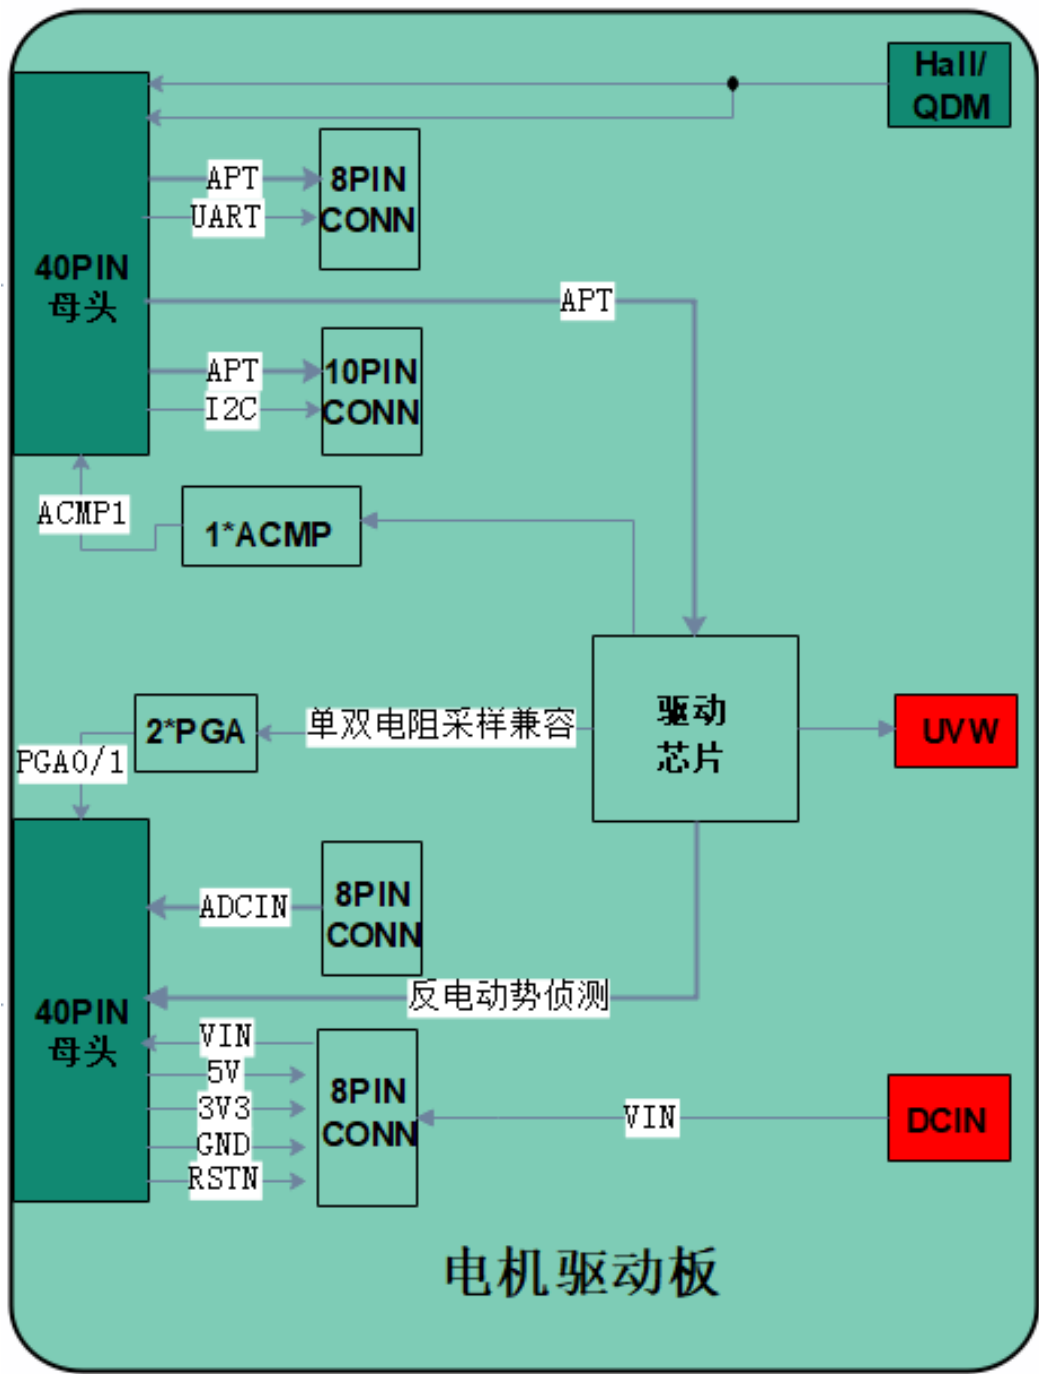 Hall/
QDM
APT
UART
8PIN
CONN
40PIN
母头
APT
APT
I2C
10PIN
CONN
ACMP1
1*ACMP
驱动
芯片
UVW
单双电阻采样兼容
2*PGA
PGA0/1
ADCIN
8PIN
CONN
反电动势侦测
40PIN
母头
VIN
5V
3V3
GND
RSTN
8PIN
CONN
VIN
DCIN
电机驱动板